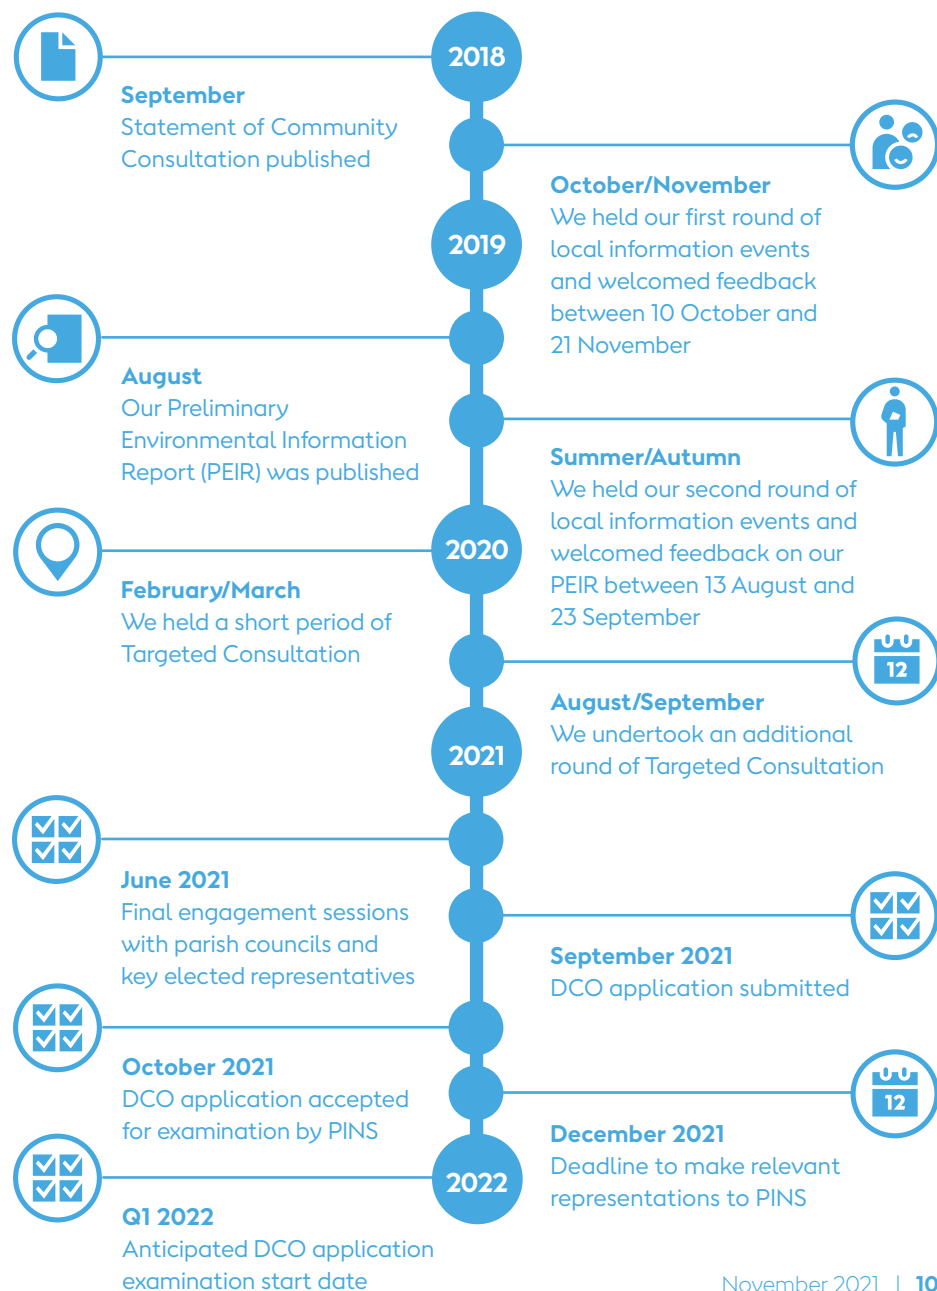 2018
September
Statement of Community
Consultation published
October/November
We held our first round of
local information events
and welcomed feedback
between 10 October and
21 November
2019
August
Our Preliminary
Environmental Information
Report (PEIR) was published
Summer/Autumn
We held our second round of
local information events and
welcomed feedback on our
PEIR between 13 August and
23 September
2020
February/March
We held a short period of
Targeted Consultation
12
August/September
We undertook an additional
round of Targeted Consultation
2021
June 2021
Final engagement sessions
with parish councils and
key elected representatives
September 2021
DCO application submitted
October 2021
DCO application accepted
for examination by PINS
12
December 2021
Deadline to make relevant
representations to PINS
2022
Q1 2022
Anticipated DCO application
examination start date
November 2021 | 10